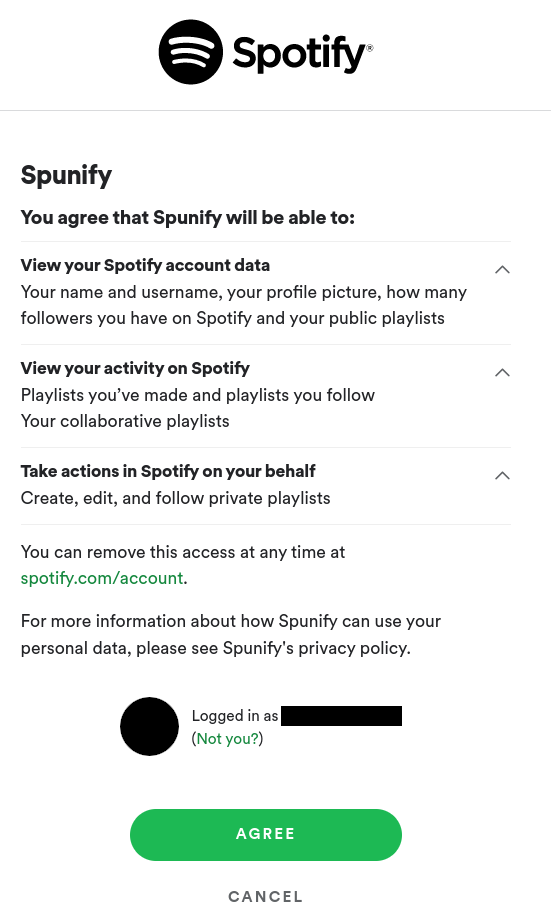 Spotify®
Spunify
You agree that Spunify will be able to:
View your Spotify account data
Your name and username, your profile picture, how many
followers you have on Spotify and your public playlists
View your activity on Spotify
Playlists you’ve made and playlists you follow
Your collaborative playlists
Take actions in Spotify on your behalf
Create, edit, and follow private playlists
You can remove this access at any time at
spotify.com/account.
For more information about how Spunify can use your
personal data, please see Spunify's privacy policy.
Logged in as
(Not you?)
AGREE
CANCEL